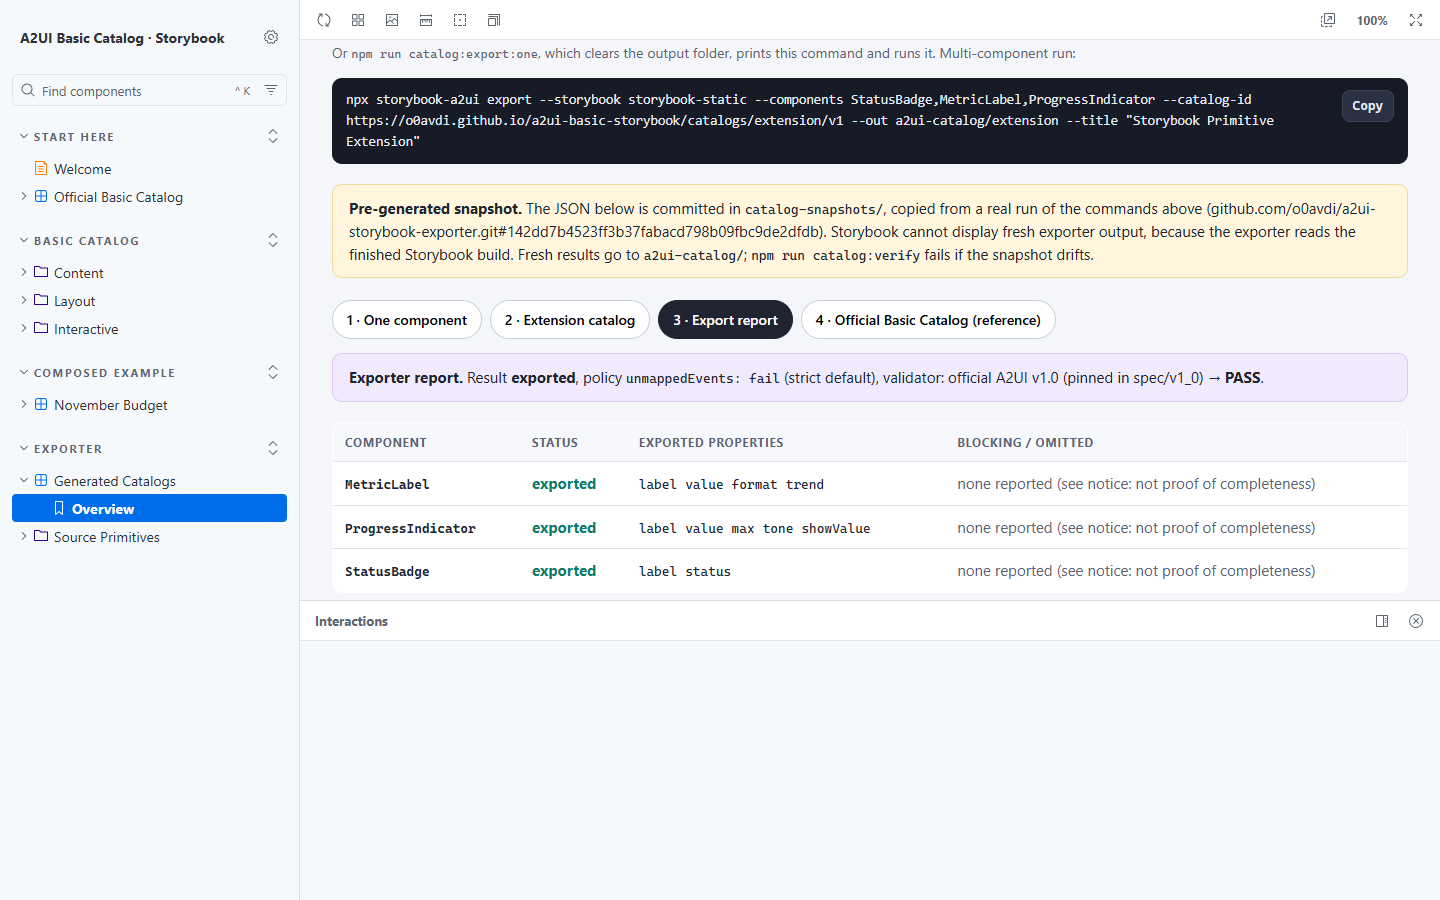 A2UI Basic Catalog · Storybook
Find components
^ K
START HERE
Welcome
Official Basic Catalog
BASIC CATALOG
Content
Layout
Interactive
COMPOSED EXAMPLE
November Budget
EXPORTER
Generated Catalogs
Overview
Source Primitives
100%
Or npm run catalog:export:one, which clears the output folder, prints this command and runs it. Multi-component run:
npx storybook-a2ui export --storybook storybook-static --components StatusBadge,MetricLabel,ProgressIndicator --catalog-id
https://o0avdi.github.io/a2ui-basic-storybook/catalogs/extension/v1 --out a2ui-catalog/extension --title "Storybook Primitive
Extension"
Copy
Pre-generated snapshot. The JSON below is committed in catalog-snapshots/, copied from a real run of the commands above (github.com/o0avdi/a2ui-
storybook-exporter.git#142dd7b4523ff3b37fabacd798b09fbc9de2dfdb). Storybook cannot display fresh exporter output, because the exporter reads the
finished Storybook build. Fresh results go to a2ui-catalog/; npm run catalog:verify fails if the snapshot drifts.
1 · One component
2 · Extension catalog
3 · Export report
4 · Official Basic Catalog (reference)
Exporter report. Result exported, policy unmappedEvents: fail (strict default), validator: official A2UI v1.0 (pinned in spec/v1_0) → PASS.
COMPONENT STATUS EXPORTED PROPERTIES BLOCKING / OMITTED
MetricLabel exported label value format trend none reported (see notice: not proof of completeness)
ProgressIndicator exported label value max tone showValue none reported (see notice: not proof of completeness)
StatusBadge exported label status none reported (see notice: not proof of completeness)
Interactions